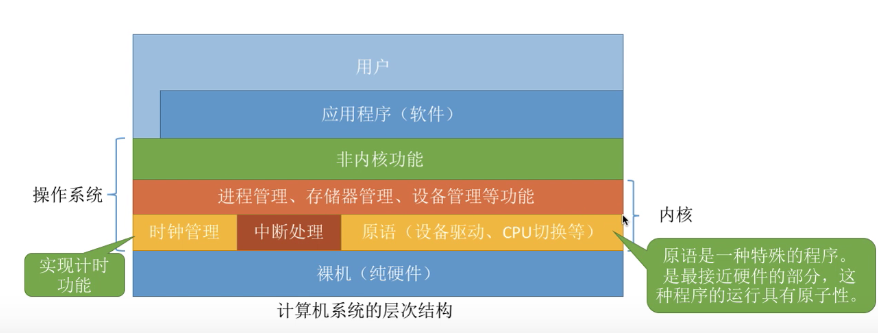 用户
应用程序（软件）
非内核功能
操作系统
进程管理、存储器管理、设备管理等功能
内核
时钟管理
中断处理
原语（设备驱动、CPU切换等）
实现计时
功能
裸机（纯硬件）
原语是一种特殊的程序。
是最接近硬件的部分，这
种程序的运行具有原子性。
计算机系统的层次结构